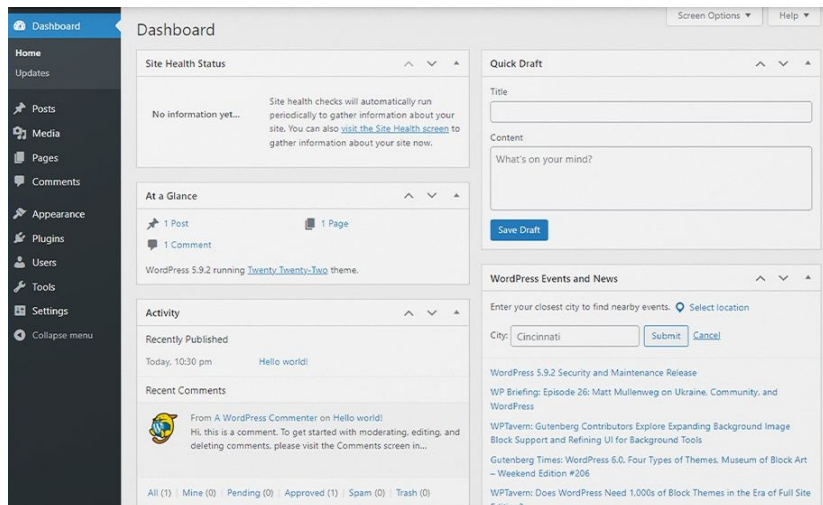 Dashboard
Home
Updates
Posts
Media
Pages
Comments
Appearance
Plugins
Users
Tools
Settings
Collapse menu
Screen Options ▼
Help ▼
Dashboard
Site Health Status
No information yet...
Site health checks will automatically run
periodically to gather information about your
site. You can also visit the Site Health screen to
gather information about your site now.
At a Glance
1 Post
1 Page
1 Comment
WordPress 5.9.2 running Twenty Twenty-Two theme.
Activity
Recently Published
Today, 10:30 pm
Hello world!
Recent Comments
From A WordPress Commenter on Hello world!
Hi, this is a comment. To get started with moderating, editing, and
deleting comments, please visit the Comments screen in...
All (1) | Mine (0) | Pending (0) | Approved (1) | Spam (0) | Trash (0)
Quick Draft
Title
Content
What's on your mind?
Save Draft
WordPress Events and News
Enter your closest city to find nearby events. Select location
City: Cincinnati Submit Cancel
WordPress 5.9.2 Security and Maintenance Release
WP Briefing: Episode 26: Matt Mullenweg on Ukraine, Community, and
WordPress
WPTavern: Gutenberg Contributors Explore Expanding Background Image
Block Support and Refining UI for Background Tools
Gutenberg Times: WordPress 6.0, Four Types of Themes, Museum of Block Art
– Weekend Edition #206
WPTavern: Does WordPress Need 1,000s of Block Themes in the Era of Full Site